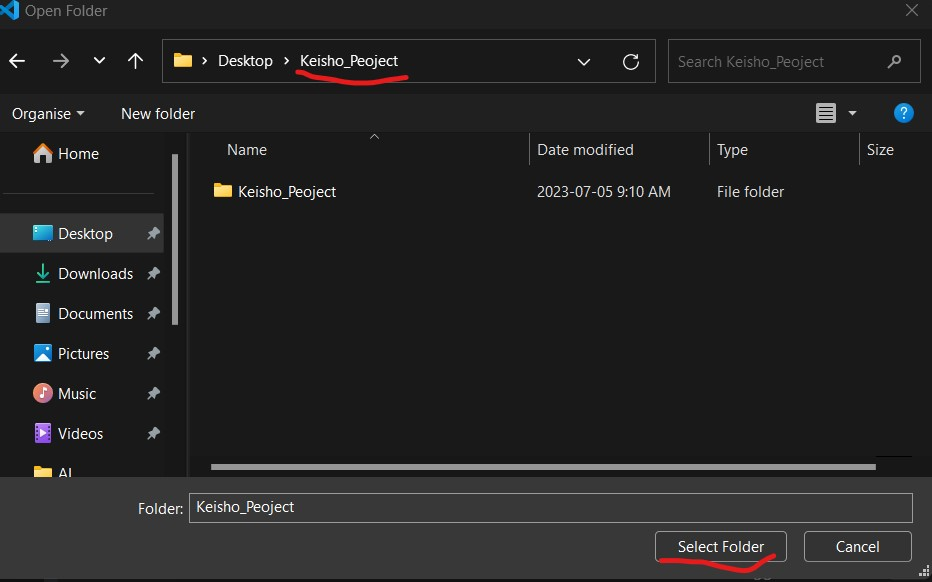 Open Folder
Desktop > Keisho_Peoject
Search Keisho_Peoject
Organise
New folder
Name
Date modified
Type
Size
Home
Keisho_Peoject
2023-07-05 9:10 AM
File folder
Desktop
Downloads
Documents
Pictures
Music
Videos
AI
Folder:
Keisho_Peoject
Select Folder
Cancel